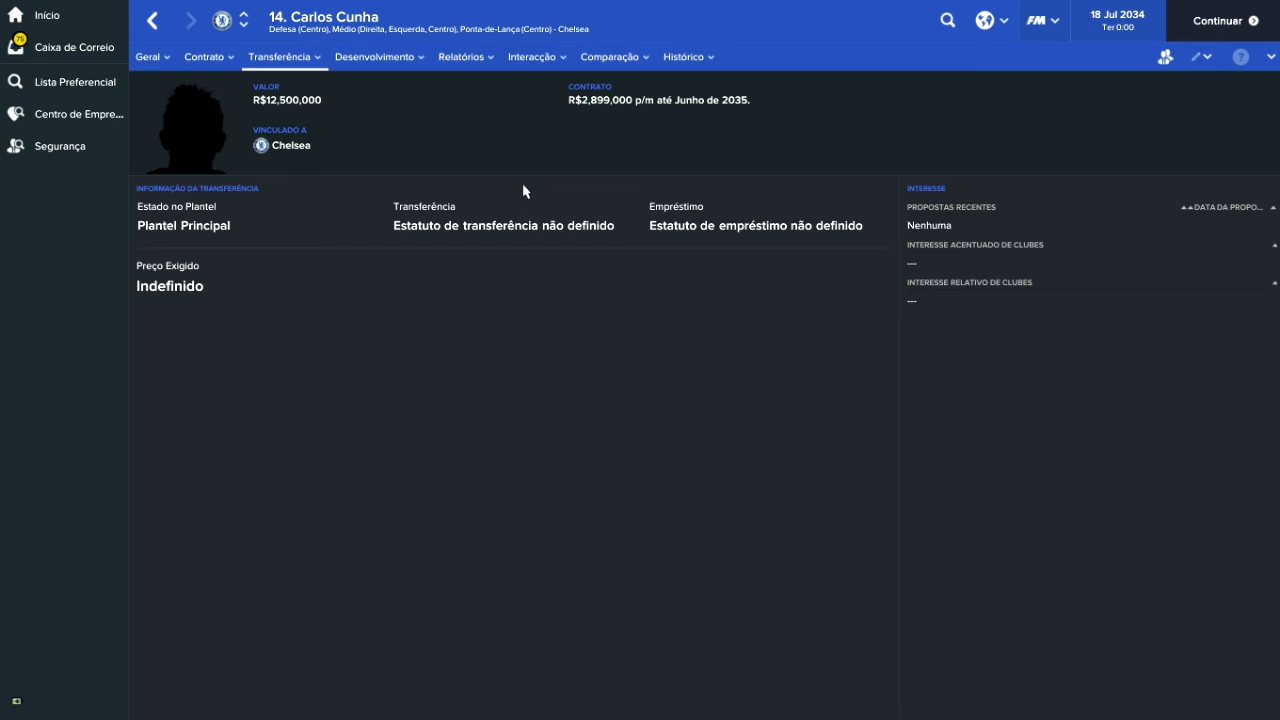 Início
75
Caixa de Correio
Lista Preferencial
Centro de Empre...
Segurança
14. Carlos Cunha
Defesa (Centro), Médio (Direita, Esquerda, Centro), Ponta-de-Lança (Centro) - Chelsea
FM
18 Jul 2034
Ter 0:00
Continuar
Geral
Contrato
Transferência
Desenvolvimento
Relatórios
Interacção
Comparação
Histórico
?
VALOR
R$12,500,000
CONTRATO
R$2,899,000 p/m até Junho de 2035.
VINCULADO A
Chelsea
INFORMAÇÃO DA TRANSFERÊNCIA
Estado no Plantel
Plantel Principal
Transferência
Estatuto de transferência não definido
Empréstimo
Estatuto de empréstimo não definido
Preço Exigido
Indefinido
INTERESSE
PROPOSTAS RECENTES
DATA DA PROPO...
Nenhuma
INTERESSE ACENTUADO DE CLUBES
---
INTERESSE RELATIVO DE CLUBES
---